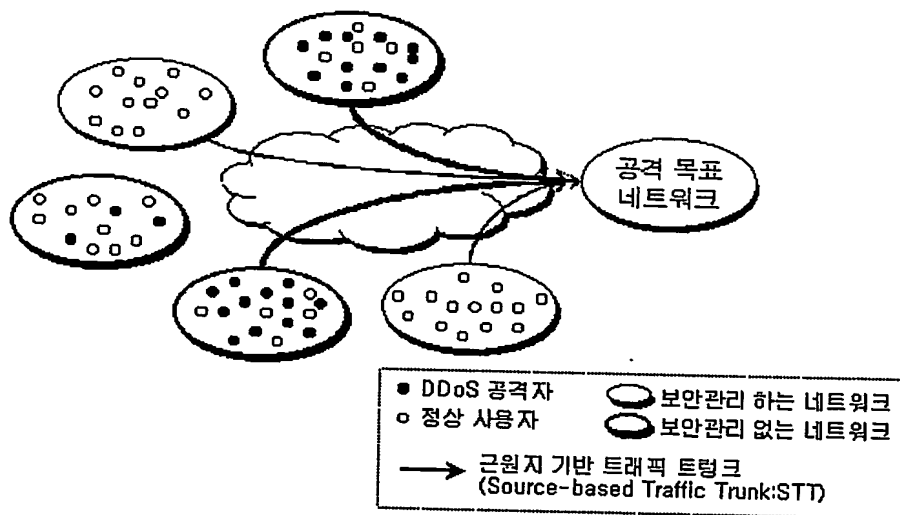 공격 목표
네트워크
DDoS 공격자
정상 사용자
보안관리 하는 네트워크
보안관리 없는 네트워크
근원지 기반 트래픽 트렁크
(Source-based Traffic Trunk:STT)